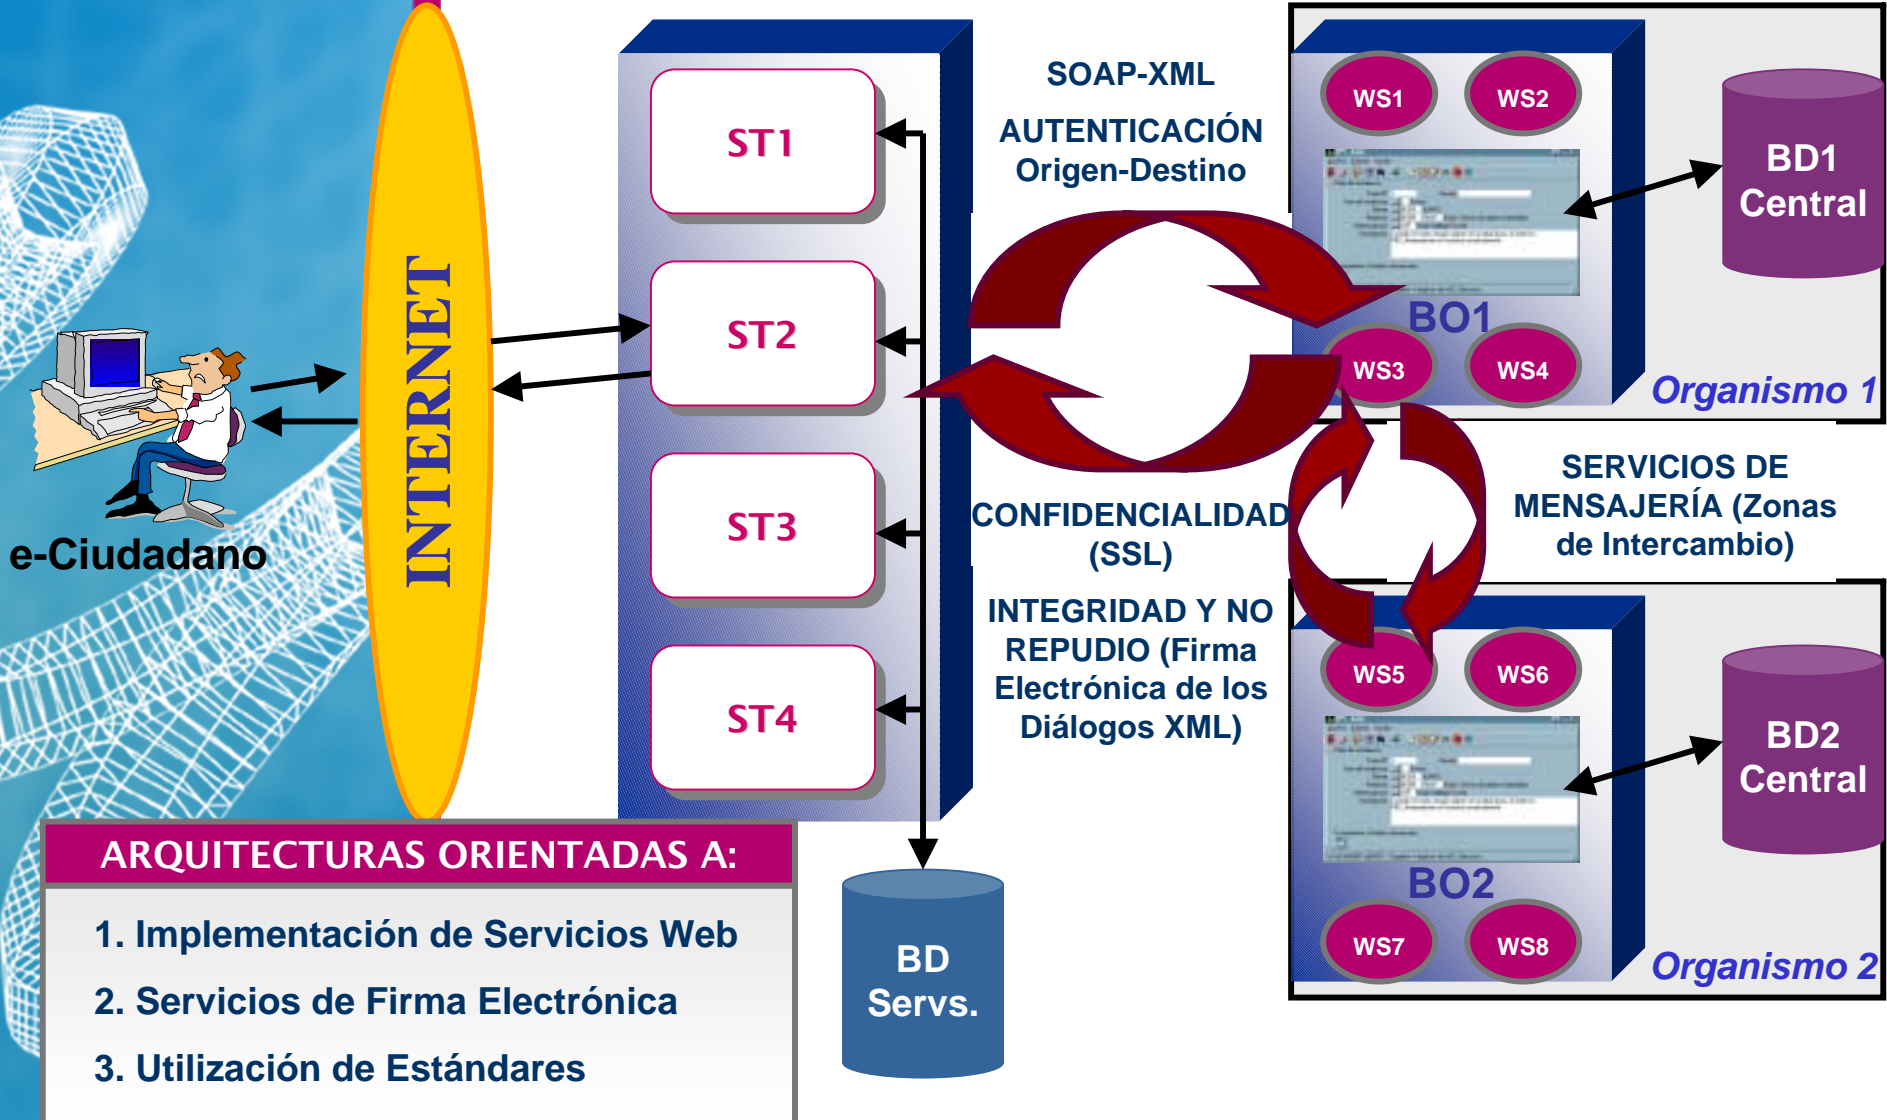 e-Ciudadano
INTERNET
ST1
ST2
ST3
ST4
BD
Servs.
SOAP-XML
AUTENTICACIÓN
Origen-Destino
CONFIDENCIALIDAD
(SSL)
INTEGRIDAD Y NO
REPUDIO (Firma
Electrónica de los
Diálogos XML)
WS1
WS2
BO1
WS3
WS4
BD1
Central
Organismo 1
SERVICIOS DE
MENSAJERÍA (Zonas
de Intercambio)
WS5
WS6
BO2
WS7
WS8
BD2
Central
Organismo 2
ARQUITECTURAS ORIENTADAS A:
1. Implementación de Servicios Web
2. Servicios de Firma Electrónica
3. Utilización de Estándares